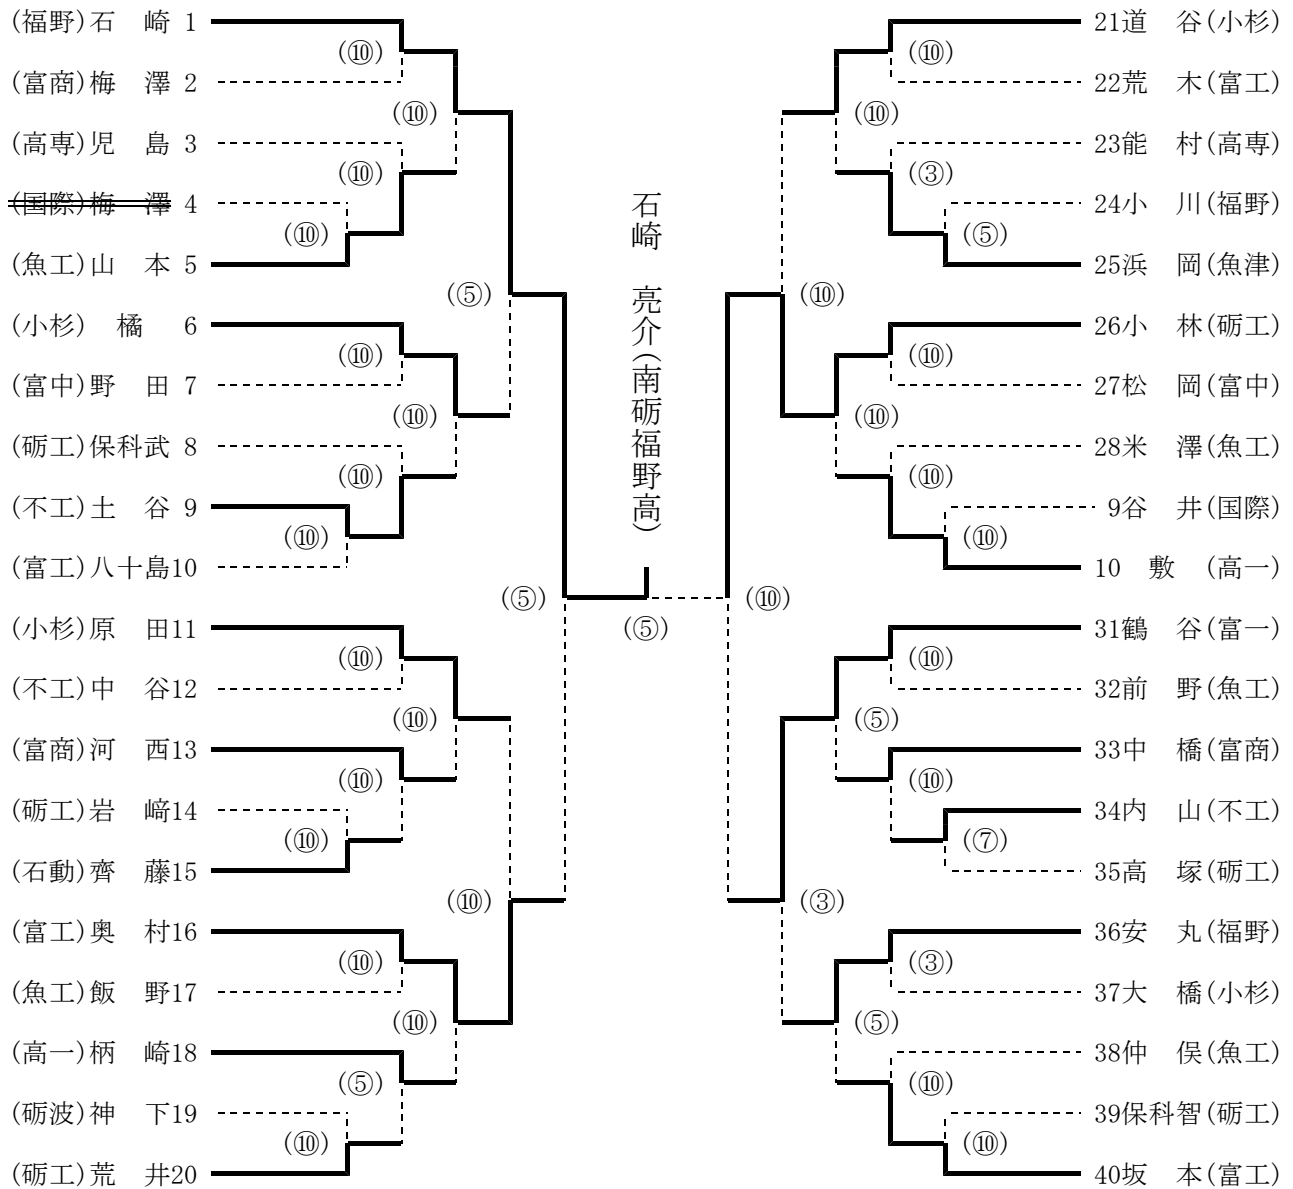 (福野)石　崎 1
(⑩)
(富商)梅　澤 2
(⑩)
(高専)児　島 3
(⑩)
(国際)梅　澤 4
(⑩)
(魚工)山　本 5
(⑤)
(小杉)　橘　 6
(⑩)
(富中)野　田 7
(⑩)
(砺工)保科武 8
(⑩)
(不工)土　谷 9
(⑩)
(富工)八十島10
(⑤)
(小杉)原　田11
(⑩)
(不工)中　谷12
(⑩)
(富商)河　西13
(⑩)
(砺工)岩　﨑14
(⑩)
(石動)齊　藤15
(⑩)
(富工)奥　村16
(⑩)
(魚工)飯　野17
(⑩)
(高一)柄　崎18
(⑤)
(砺波)神　下19
(⑩)
(砺工)荒　井20
石崎　亮介(南砺福野高)
(⑤)
21道　谷(小杉)
(⑩)
22荒　木(富工)
(⑩)
23能　村(高専)
(③)
24小　川(福野)
(⑤)
25浜　岡(魚津)
(⑩)
26小　林(砺工)
(⑩)
27松　岡(富中)
(⑩)
28米　澤(魚工)
(⑩)
9谷　井(国際)
(⑩)
10　敷　(高一)
(⑩)
31鶴　谷(富一)
(⑩)
32前　野(魚工)
(⑤)
33中　橋(富商)
(⑩)
34内　山(不工)
(⑦)
35高　塚(砺工)
(③)
36安　丸(福野)
(③)
37大　橋(小杉)
(⑤)
38仲　俣(魚工)
(⑩)
39保科智(砺工)
(⑩)
40坂　本(富工)